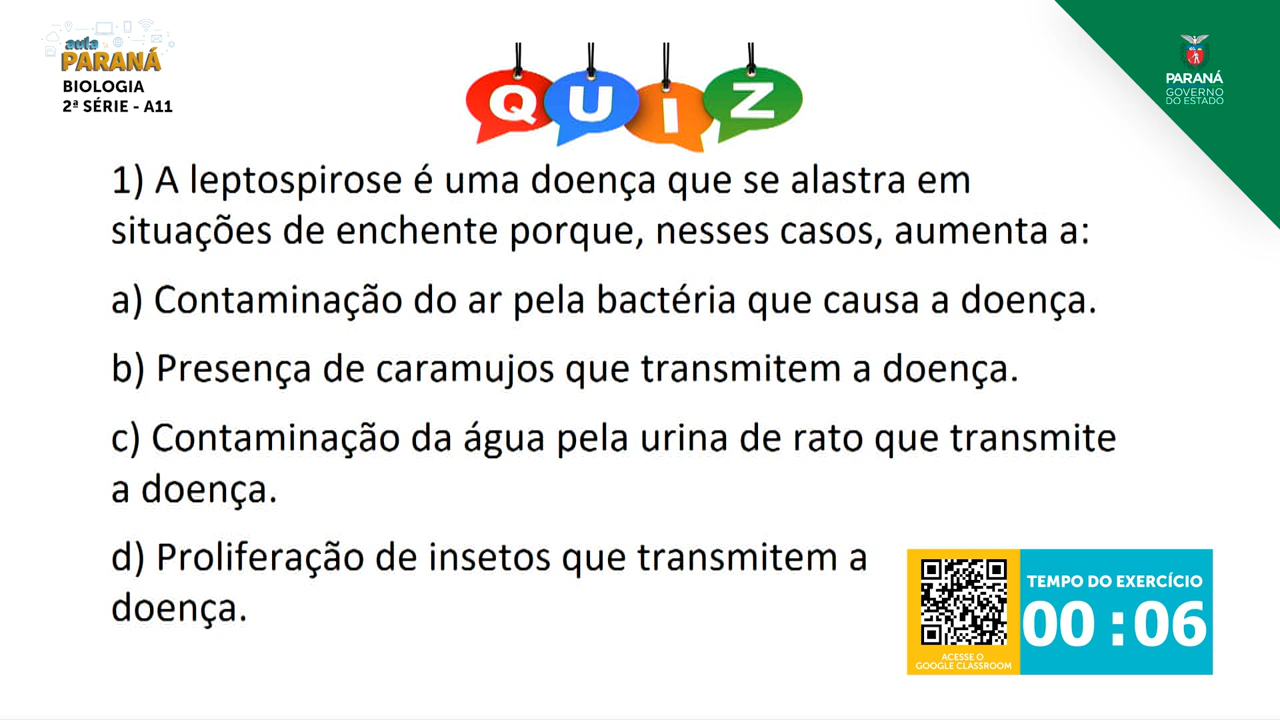 aula
PARANÁ
BIOLOGIA
2ª SÉRIE - A11
QUIZ
PARANÁ
GOVERNO
DO ESTADO
1) A leptospirose é uma doença que se alastra em
situações de enchente porque, nesses casos, aumenta a:
a) Contaminação do ar pela bactéria que causa a doença.
b) Presença de caramujos que transmitem a doença.
c) Contaminação da água pela urina de rato que transmite
a doença.
d) Proliferação de insetos que transmitem a
doença.
ACESSE O
GOOGLE CLASSROOM
TEMPO DO EXERCÍCIO
00 : 06